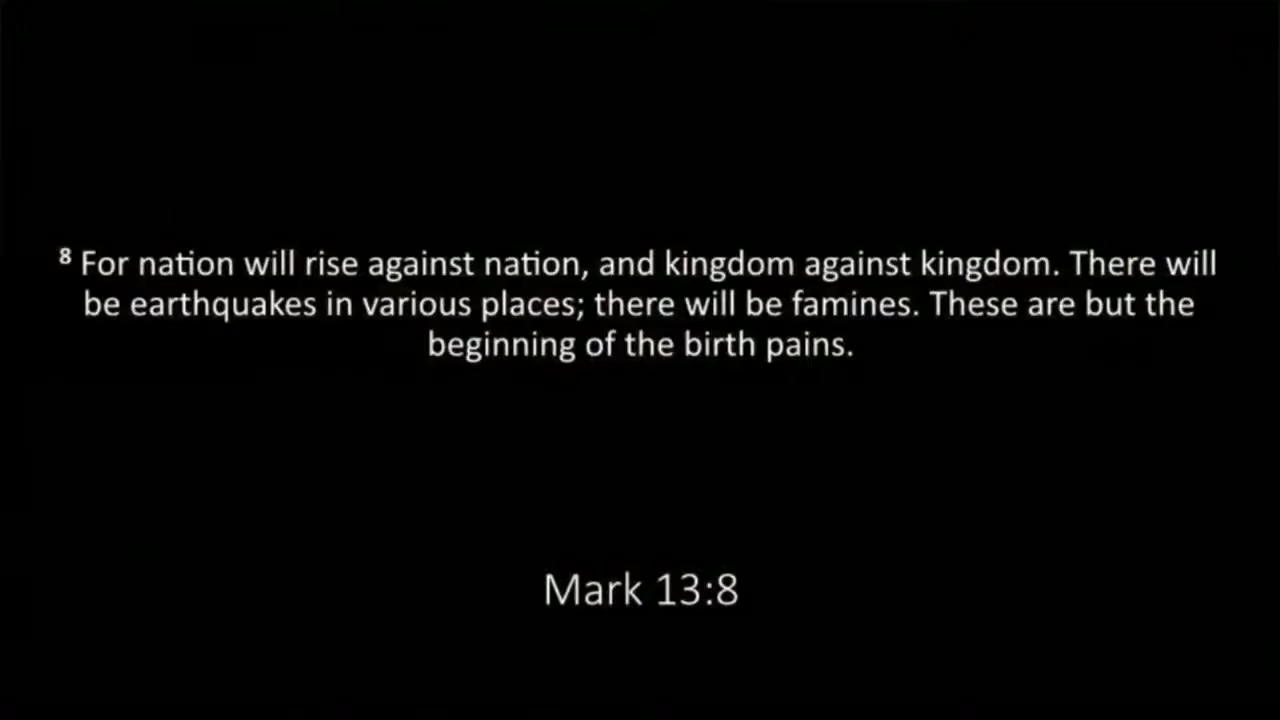 ⁸ For nation will rise against nation, and kingdom against kingdom. There will
be earthquakes in various places; there will be famines. These are but the
beginning of the birth pains.
Mark 13:8